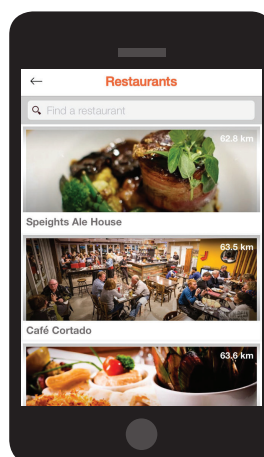 Restaurants
Find a restaurant
62.8 km
Speights Ale House
63.5 km
Café Cortado
63.6 km